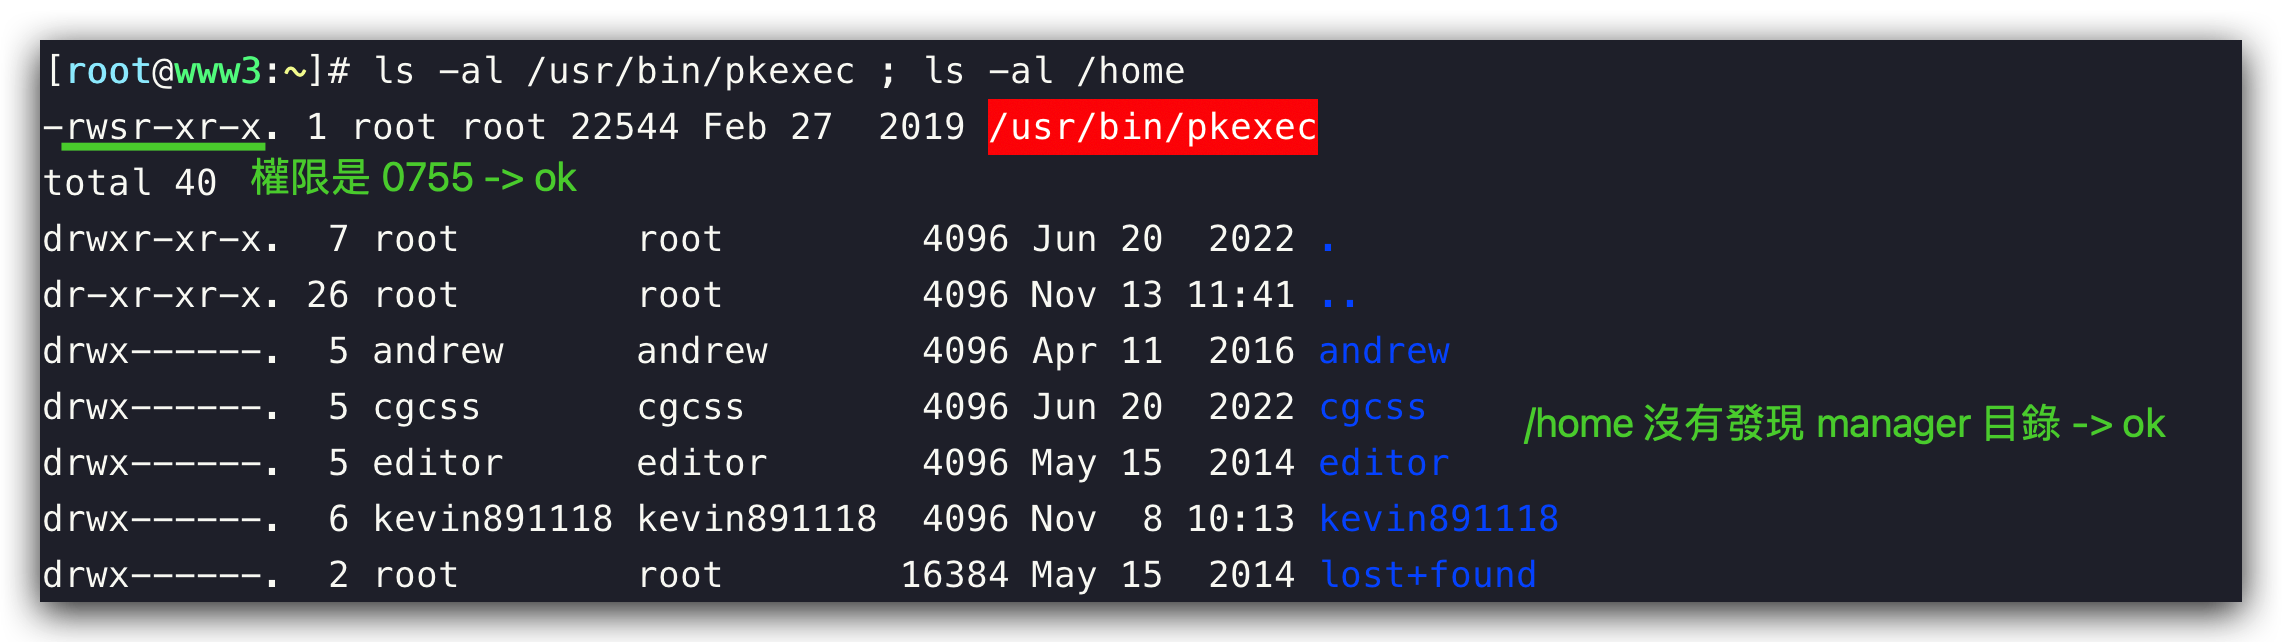 [root@www3:~]# ls -al /usr/bin/pkexec ; ls -al /home
-rwsr-xr-x. 1 root root 22544 Feb 27  2019 /usr/bin/pkexec
total 40 權限是 0755 -> ok
drwxr-xr-x.  7 root        root         4096 Jun 20  2022 .
dr-xr-xr-x. 26 root        root         4096 Nov 13 11:41 ..
drwx------.  5 andrew      andrew       4096 Apr 11  2016 andrew
drwx------.  5 cgcss       cgcss        4096 Jun 20  2022 cgcss
/home 沒有發現 manager 目錄 -> ok
drwx------.  5 editor      editor       4096 May 15  2014 editor
drwx------.  6 kevin891118 kevin891118  4096 Nov  8 10:13 kevin891118
drwx------.  2 root        root        16384 May 15  2014 lost+found